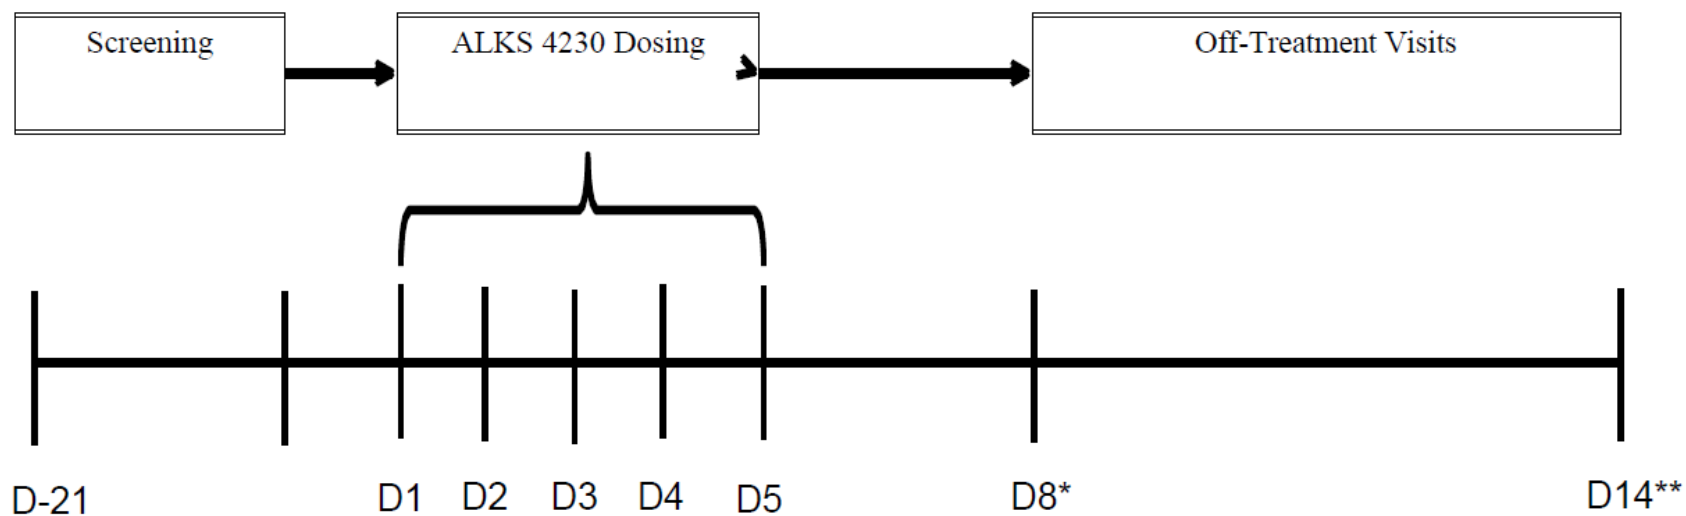 Screening
ALKS 4230 Dosing
Off-Treatment Visits
D-21
D1
D2
D3
D4
D5
D8*
D14**